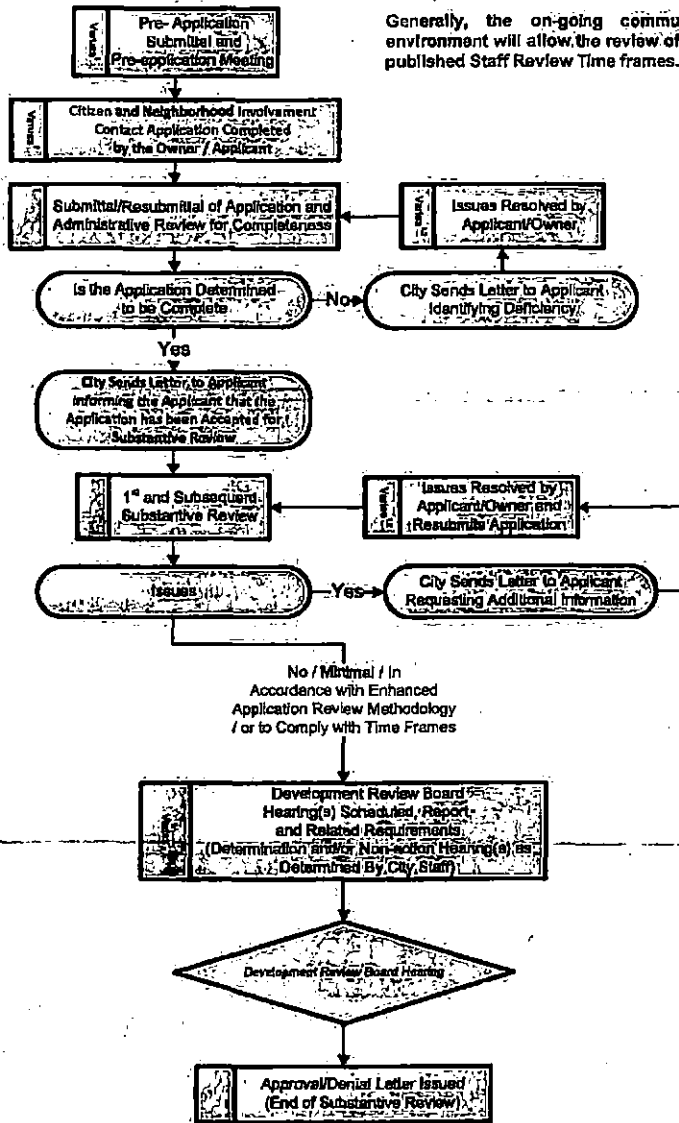 Generally, the on-going commu
environment will allow the review of
published Staff Review Time frames.
Pre- Application
Submittal and
Pre-application Meeting
Varies
Citizen and Neighborhood Involvement
Contact Application Completed
by the Owner / Applicant
Varies
Submittal/Resubmittal of Application and
Administrative Review for Completeness
Issues Resolved by
Applicant/Owner
Varies
Is the Application Determined
to be Complete
No
City Sends Letter to Applicant
Identifying Deficiency
Yes
City Sends Letter to Applicant
Informing the Applicant that the
Application has been Accepted for
Substantive Review
1st and Subsequent
Substantive Review
Issues Resolved by
Applicant/Owner and
Resubmits Application
Varies
Issues
Yes
City Sends Letter to Applicant
Requesting Additional Information
No / Minimal / In
Accordance with Enhanced
Application Review Methodology
/ or to Comply with Time Frames
Development Review Board
Hearing(s) Scheduled, Report
and Related Requirements
(Determination and/or Non-action Hearing(s) as
Determined By City Staff)
Development Review Board Hearing
Approval/Denial Letter Issued
(End of Substantive Review)